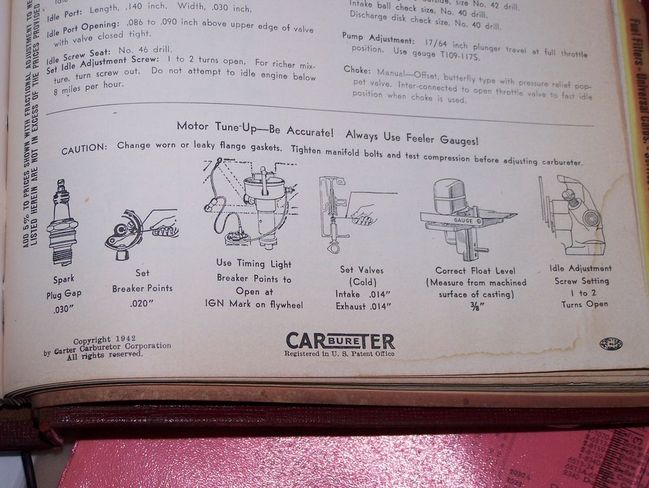 Idle Port: Length, .140 inch. Width, .030 inch.
Idle Port Opening: .086 to .090 inch above upper edge of valve
with valve closed tight.
Idle Screw Seat: No. 46 drill.
Set Idle Adjustment Screw: 1 to 2 turns open. For richer mix-
ture, turn screw out. Do not attempt to idle engine below
8 miles per hour.
size No. 42 drill.
Intake ball check size, No. 40 drill.
Discharge disk check size, No. 40 drill.
Pump Adjustment: 17/64 inch plunger travel at full throttle
position. Use gauge T109-117S.
Choke: Manual—Offset, butterfly type with pressure relief pop-
pet valve. Inter-connected to open throttle valve to fast idle
position when choke is used.
ADD 5% TO PRICES SHOWN WITH FRACTIONAL ADJUSTMENT TO NE
LISTED HEREIN ARE NOT IN EXCESS OF THE PRICES PROVIDED
Fuel Filters - Universal
Motor Tune-Up—Be Accurate! Always Use Feeler Gauges!
CAUTION: Change worn or leaky flange gaskets. Tighten manifold bolts and test compression before adjusting carbureter.
GAUGE
Spark
Plug Gap
.030"
Set
Breaker Points
.020"
Use Timing Light
Breaker Points to
Open at
IGN Mark on flywheel
Set Valves
(Cold)
Intake .014"
Exhaust .014"
Correct Float Level
(Measure from machined
surface of casting)
⅜"
Idle Adjustment
Screw Setting
1 to 2
Turns Open
Copyright 1942
by Carter Carburetor Corporation
All rights reserved.
CARBURETER
Registered in U. S. Patent Office